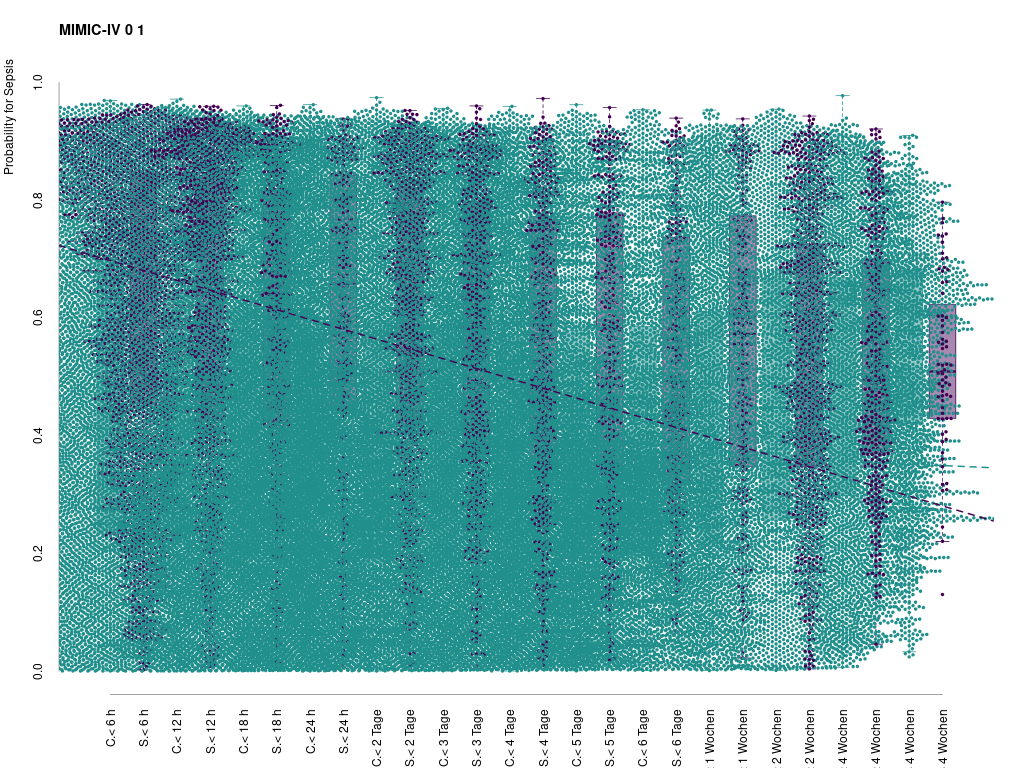 MIMIC-IV 0 1
Probability for Sepsis
1.0
0.8
0.6
0.4
0.2
0.0
C.< 6 h
S.< 6 h
C.< 12 h
S.< 12 h
C.< 18 h
S.< 18 h
C.< 24 h
S.< 24 h
C.< 2 Tage
S.< 2 Tage
C.< 3 Tage
S.< 3 Tage
C.< 4 Tage
S.< 4 Tage
C.< 5 Tage
S.< 5 Tage
C.< 6 Tage
S.< 6 Tage
1 Wochen
1 Wochen
2 Wochen
2 Wochen
4 Wochen
4 Wochen
4 Wochen
4 Wochen